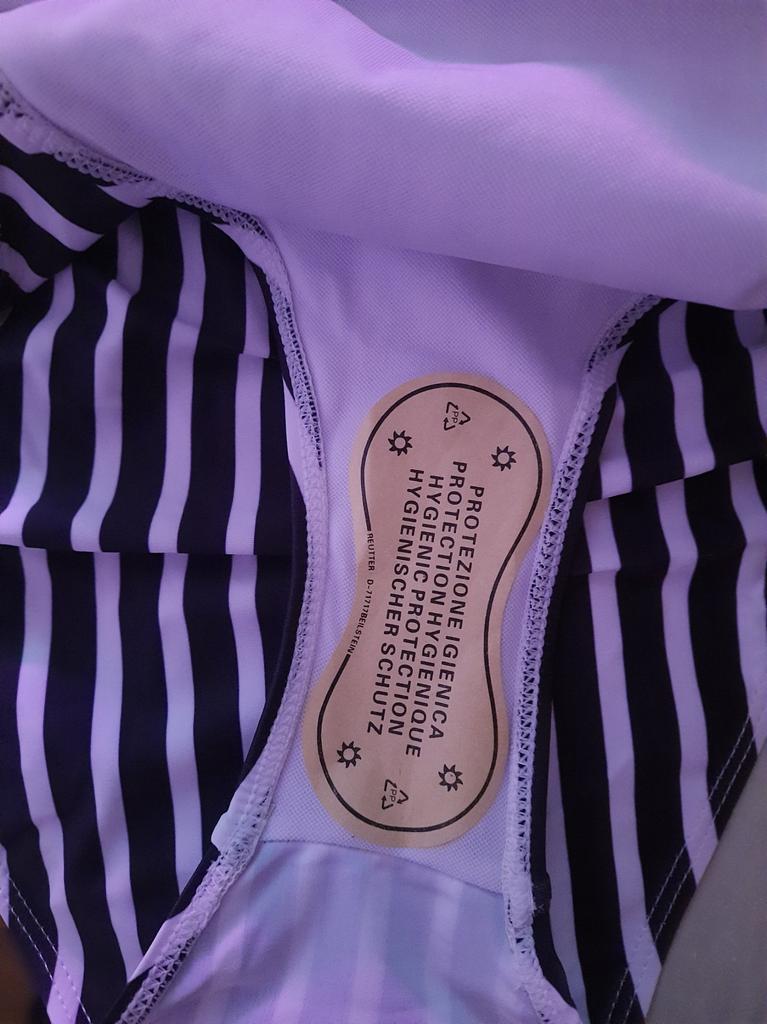 PP
PROTEZIONE IGIENICA
PROTECTION HYGIENIQUE
HYGIENIC PROTECTION
HYGIENISCHER SCHUTZ
REUTTER D-71717 BEILSTEIN
PP